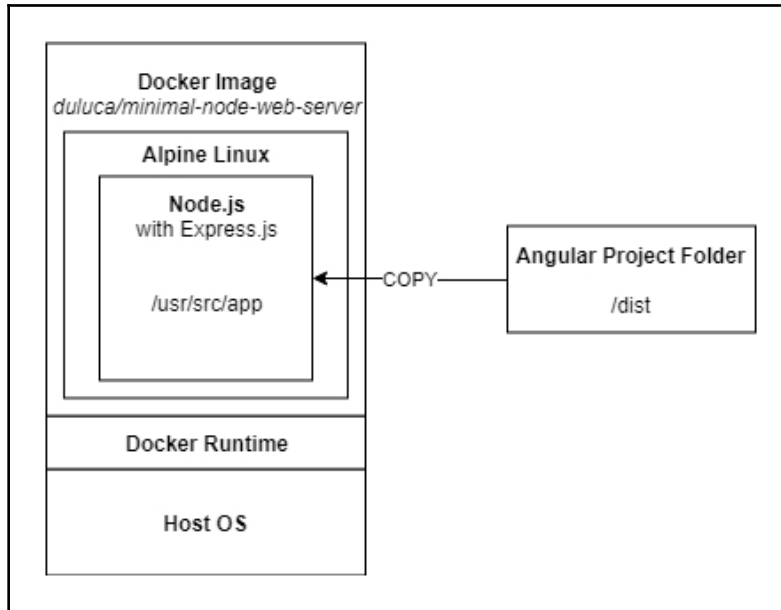 Docker Image
duluca/minimal-node-web-server
Alpine Linux
Node.js
with Express.js
/usr/src/app
COPY
Angular Project Folder
/dist
Docker Runtime
Host OS